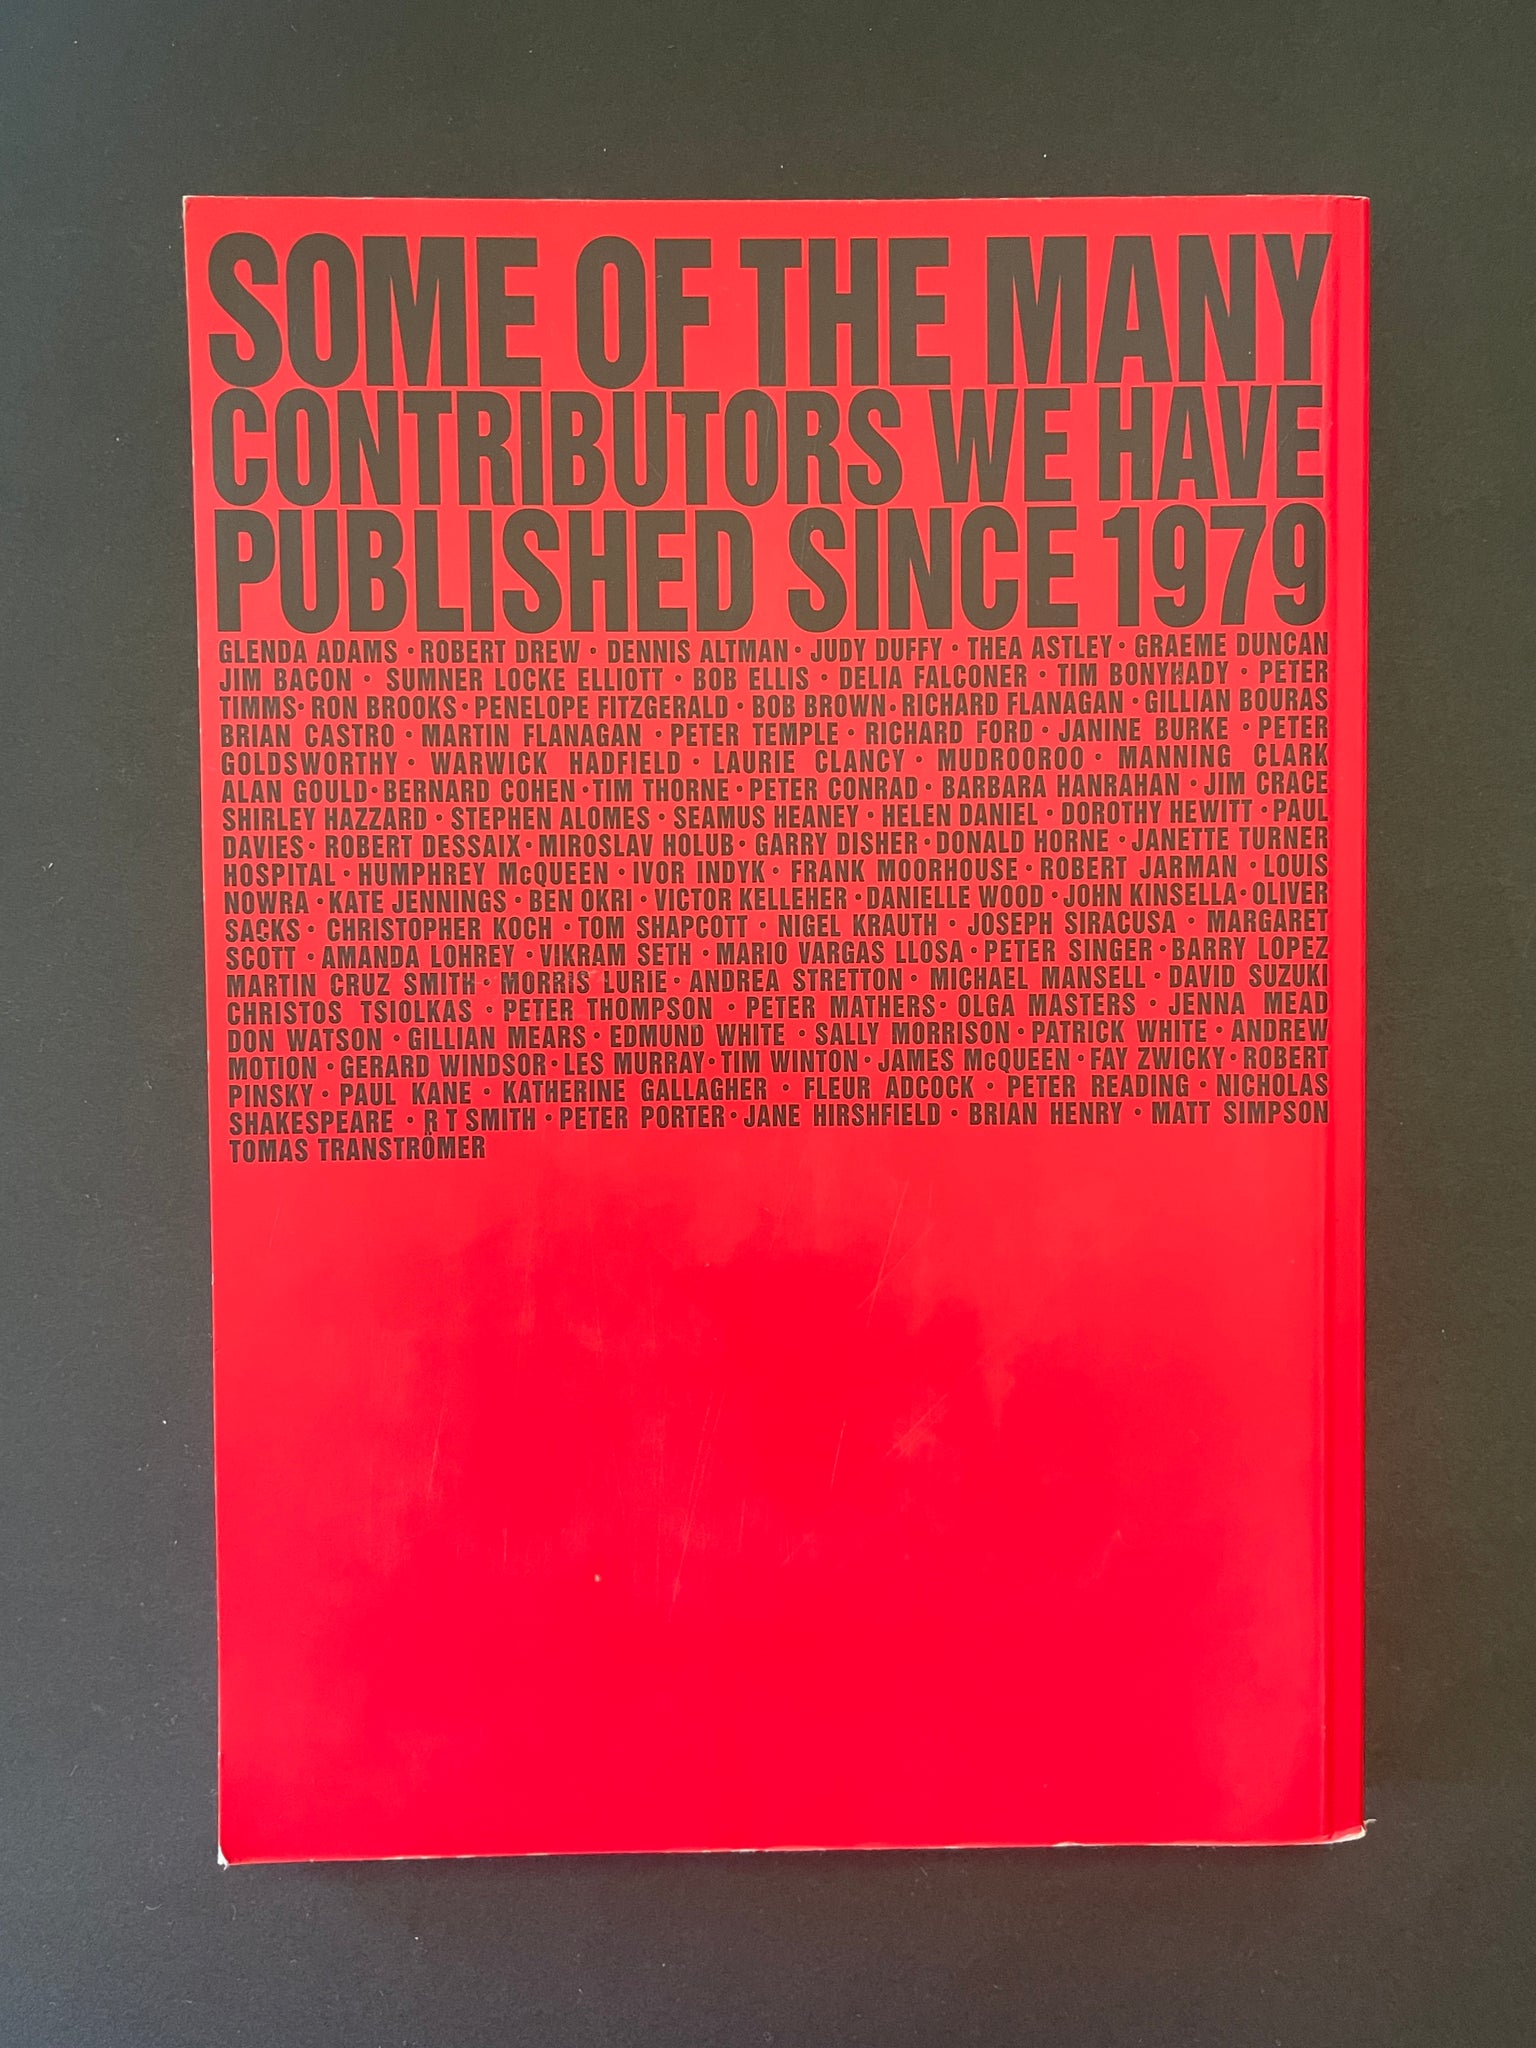 SOME OF THE MANY
CONTRIBUTORS WE HAVE
PUBLISHED SINCE 1979
GLENDA ADAMS · ROBERT DREW · DENNIS ALTMAN · JUDY DUFFY · THEA ASTLEY · GRAEME DUNCAN
JIM BACON · SUMNER LOCKE ELLIOTT · BOB ELLIS · DELIA FALCONER · TIM BONYHADY · PETER
TIMMS · RON BROOKS · PENELOPE FITZGERALD · BOB BROWN · RICHARD FLANAGAN · GILLIAN BOURAS
BRIAN CASTRO · MARTIN FLANAGAN · PETER TEMPLE · RICHARD FORD · JANINE BURKE · PETER
GOLDSWORTHY · WARWICK HADFIELD · LAURIE CLANCY · MUDROOROO · MANNING CLARK
ALAN GOULD · BERNARD COHEN · TIM THORNE · PETER CONRAD · BARBARA HANRAHAN · JIM CRACE
SHIRLEY HAZZARD · STEPHEN ALOMES · SEAMUS HEANEY · HELEN DANIEL · DOROTHY HEWITT · PAUL
DAVIES · ROBERT DESSAIX · MIROSLAV HOLUB · GARRY DISHER · DONALD HORNE · JANETTE TURNER
HOSPITAL · HUMPHREY McQUEEN · IVOR INDYK · FRANK MOORHOUSE · ROBERT JARMAN · LOUIS
NOWRA · KATE JENNINGS · BEN OKRI · VICTOR KELLEHER · DANIELLE WOOD · JOHN KINSELLA · OLIVER
SACKS · CHRISTOPHER KOCH · TOM SHAPCOTT · NIGEL KRAUTH · JOSEPH SIRACUSA · MARGARET
SCOTT · AMANDA LOHREY · VIKRAM SETH · MARIO VARGAS LLOSA · PETER SINGER · BARRY LOPEZ
MARTIN CRUZ SMITH · MORRIS LURIE · ANDREA STRETTON · MICHAEL MANSELL · DAVID SUZUKI
CHRISTOS TSIOLKAS · PETER THOMPSON · PETER MATHERS · OLGA MASTERS · JENNA MEAD
DON WATSON · GILLIAN MEARS · EDMUND WHITE · SALLY MORRISON · PATRICK WHITE · ANDREW
MOTION · GERARD WINDSOR · LES MURRAY · TIM WINTON · JAMES McQUEEN · FAY ZWICKY · ROBERT
PINSKY · PAUL KANE · KATHERINE GALLAGHER · FLEUR ADCOCK · PETER READING · NICHOLAS
SHAKESPEARE · R T SMITH · PETER PORTER · JANE HIRSHFIELD · BRIAN HENRY · MATT SIMPSON
TOMAS TRANSTRÖMER